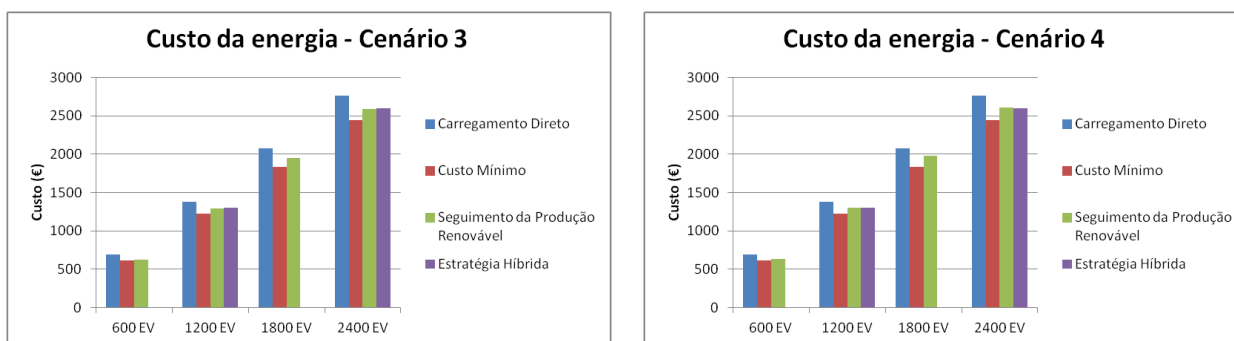 Custo da energia - Cenário 3
Custo (€)
3000
2500
2000
1500
1000
500
0
600 EV
1200 EV
1800 EV
2400 EV
Carregamento Direto
Custo Mínimo
Seguimento da Produção
Renovável
Estratégia Híbrida
Custo da energia - Cenário 4
Custo (€)
3000
2500
2000
1500
1000
500
0
600 EV
1200 EV
1800 EV
2400 EV
Carregamento Direto
Custo Mínimo
Seguimento da Produção
Renovável
Estratégia Híbrida